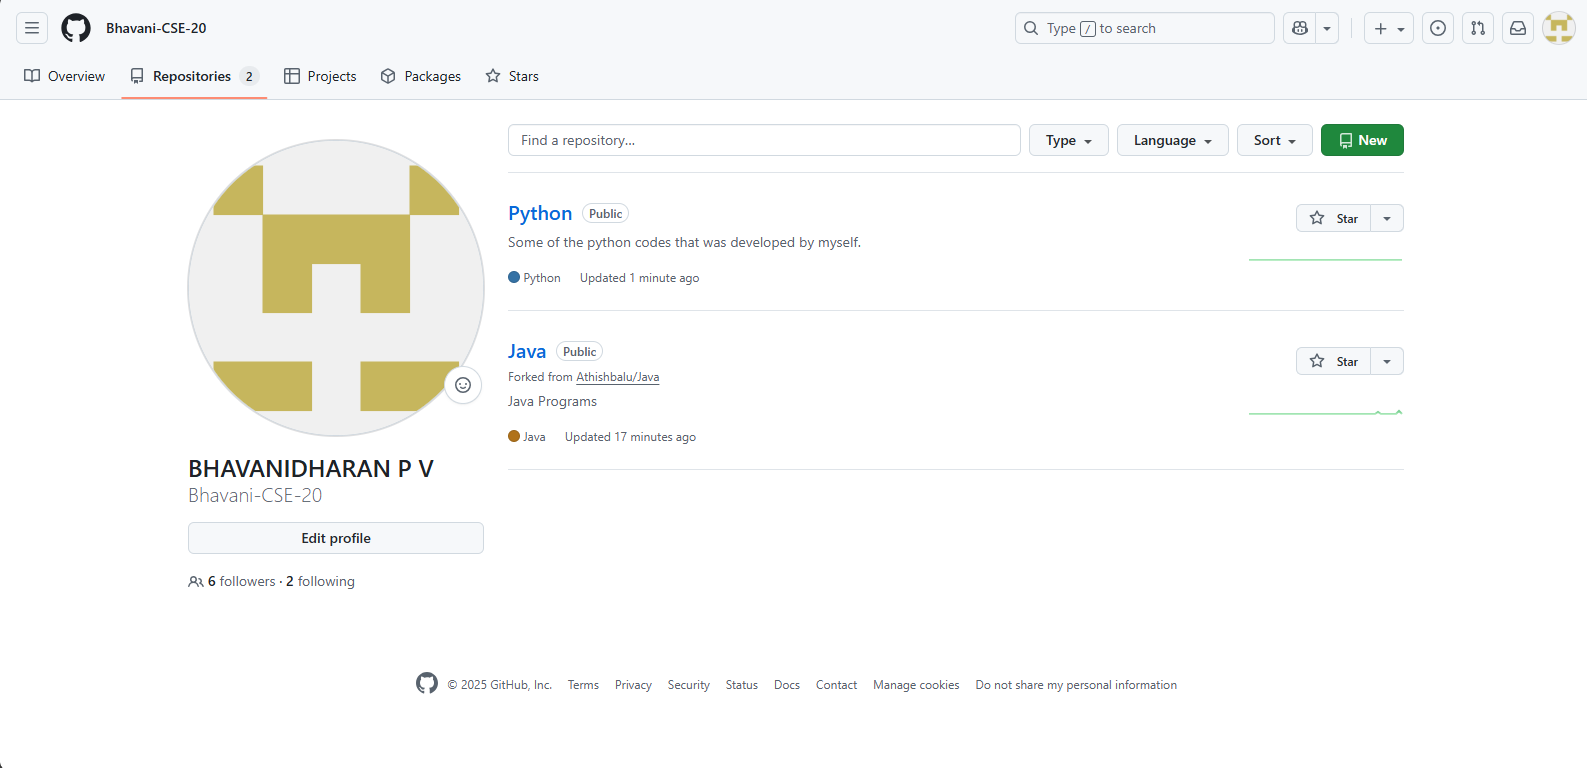 Bhavani-CSE-20
Type / to search
Overview Repositories 2 Projects Packages Stars
Find a repository... Type Language Sort New
Python Public Star
Some of the python codes that was developed by myself.
Python Updated 1 minute ago
Java Public Star
Forked from Athishbalu/Java
Java Programs
Java Updated 17 minutes ago
BHAVANIDHARAN P V
Bhavani-CSE-20
Edit profile
6 followers · 2 following
© 2025 GitHub, Inc. Terms Privacy Security Status Docs Contact Manage cookies Do not share my personal information